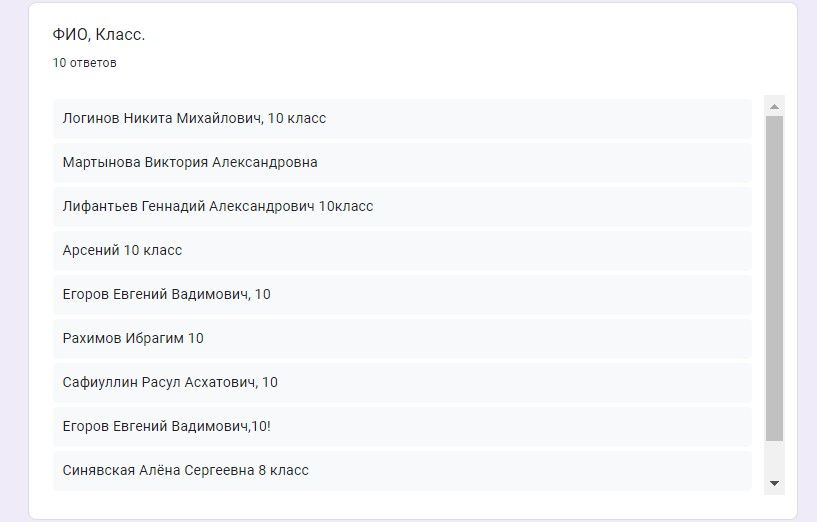 ФИО, Класс.
10 ответов
Логинов Никита Михайлович, 10 класс
Мартынова Виктория Александровна
Лифантьев Геннадий Александрович 10класс
Арсений 10 класс
Егоров Евгений Вадимович, 10
Рахимов Ибрагим 10
Сафиуллин Расул Асхатович, 10
Егоров Евгений Вадимович,10!
Синявская Алёна Сергеевна 8 класс